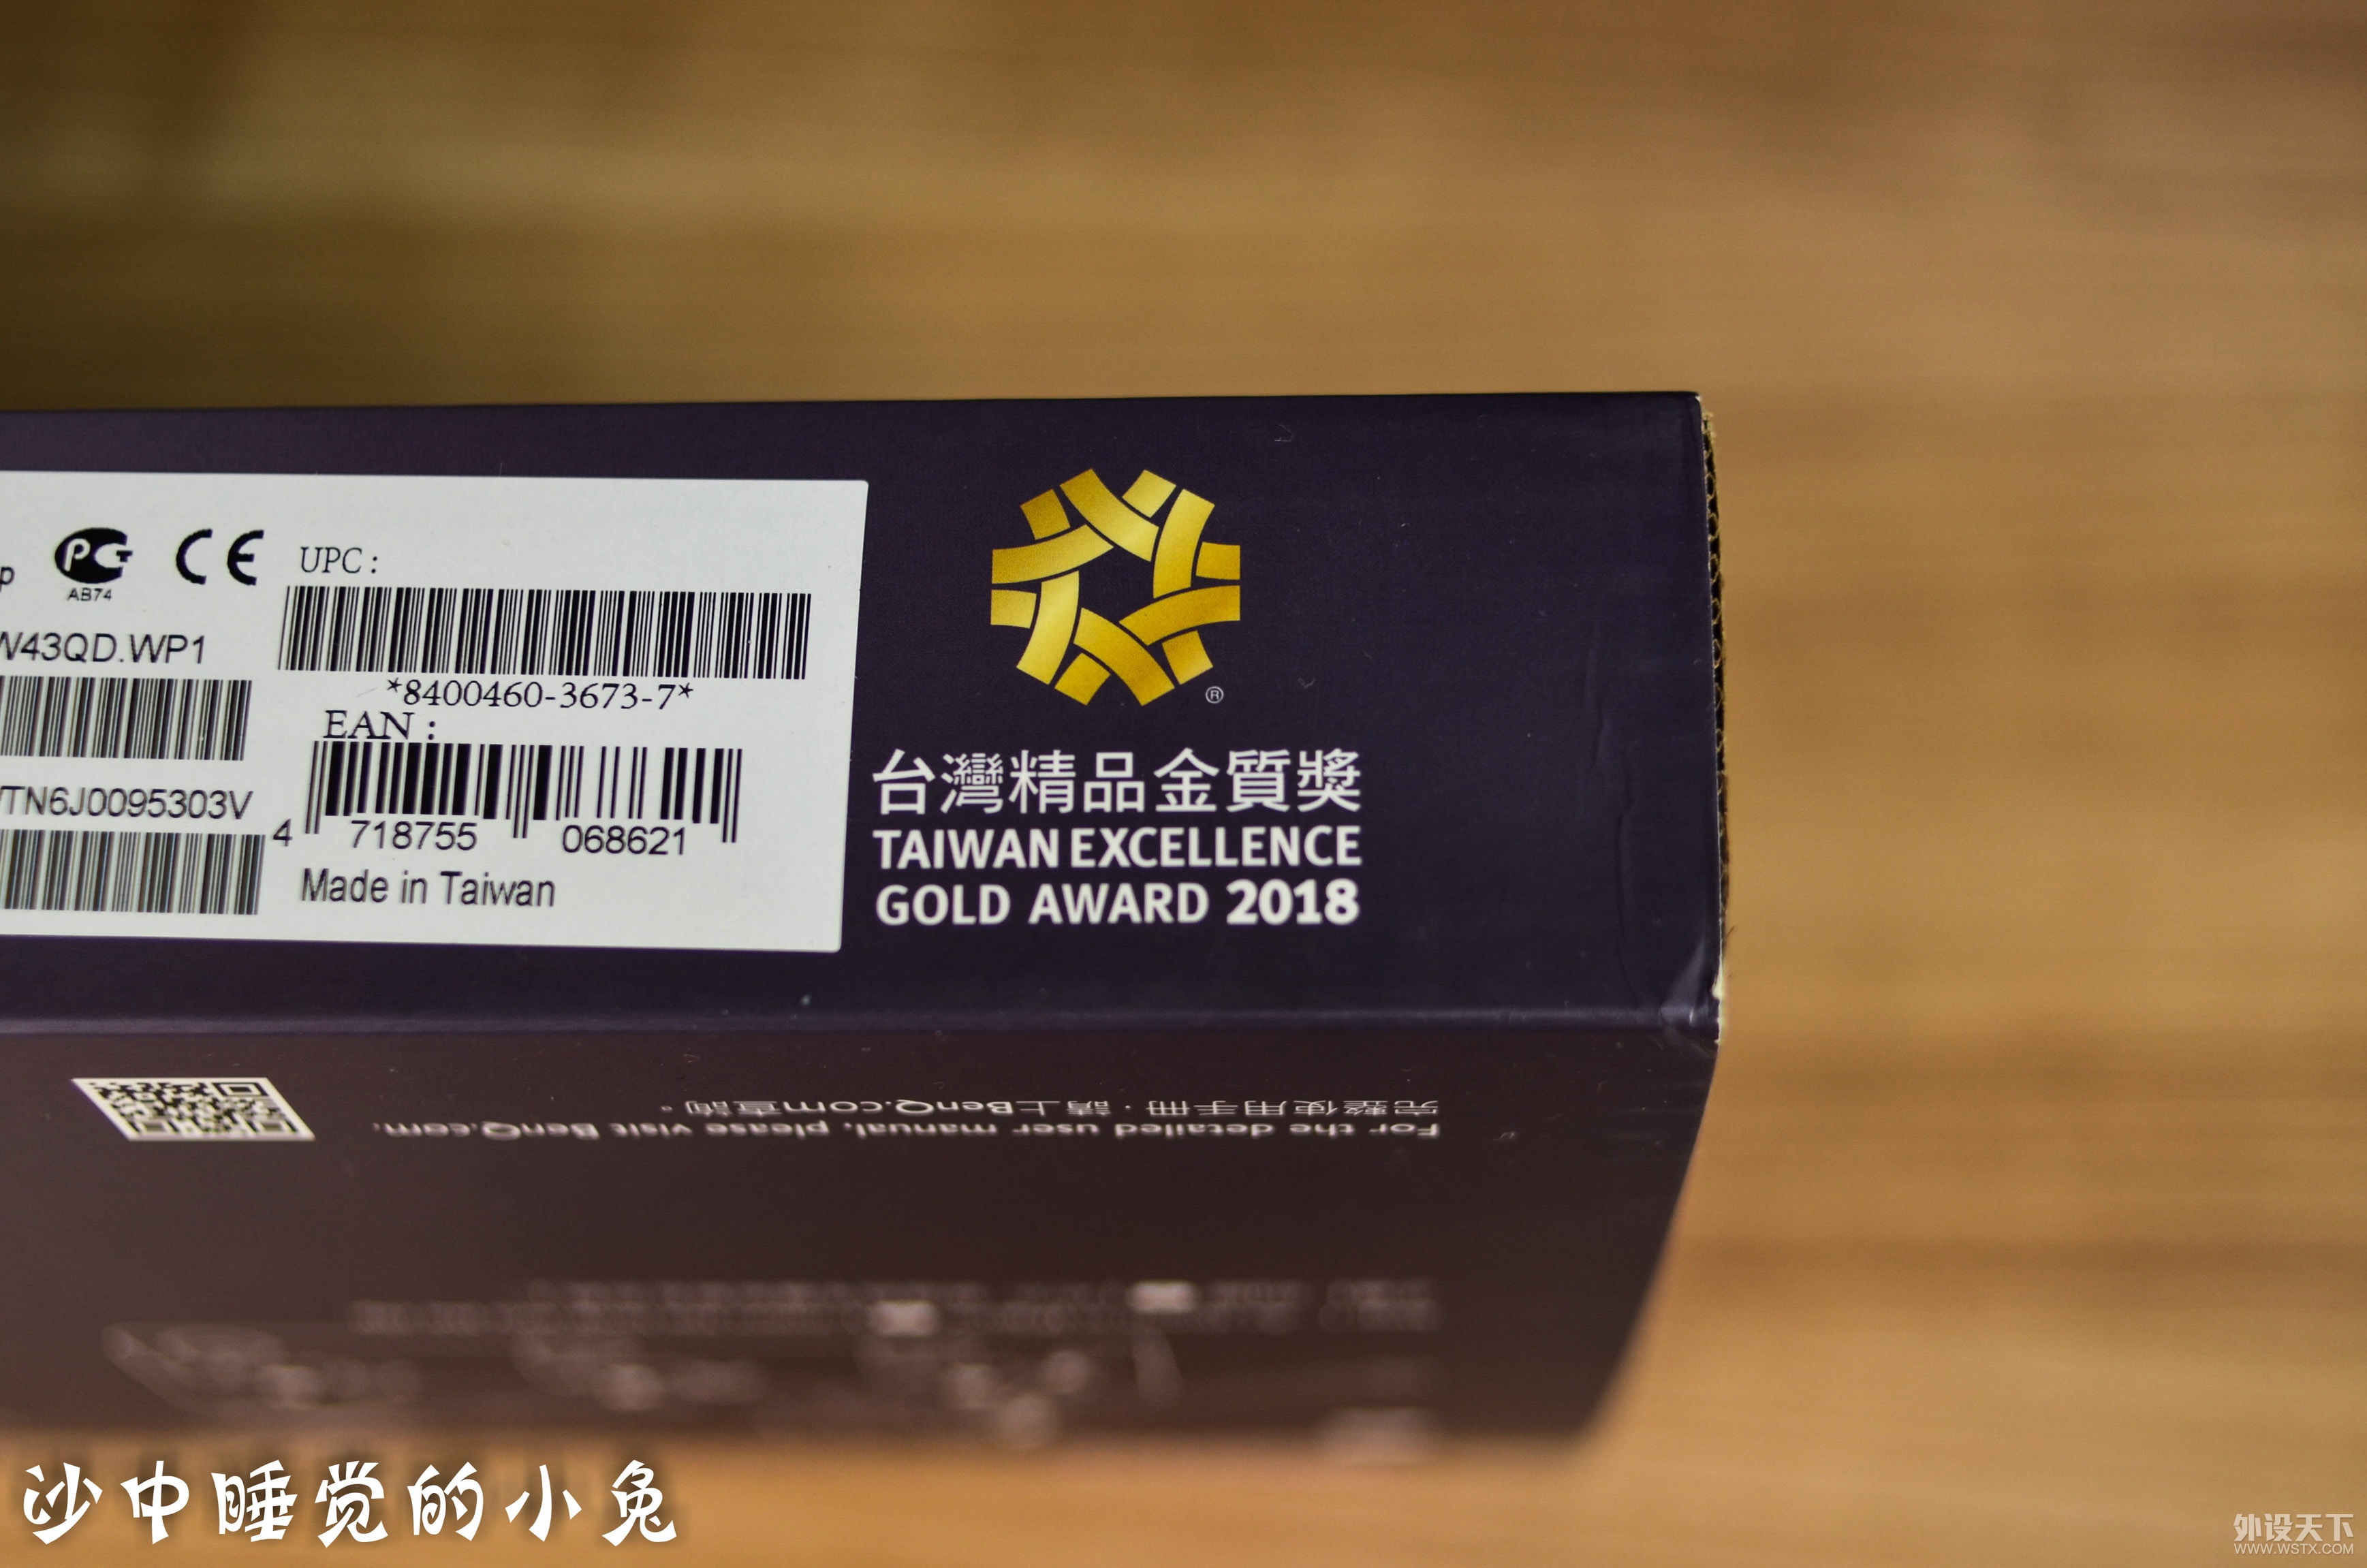 AB74
UPC :
W43QD.WP1
*8400460-3673-7*
EAN :
TN6J0095303V
4 718755 068621
Made in Taiwan
®
台灣精品金質獎
TAIWAN EXCELLENCE
GOLD AWARD 2018
For the detailed user manual, please visit BenQ.com.
完整使用手冊，請上BenQ.com查詢。
沙中睡觉的小兔
外设天下
WWW.WSTX.COM